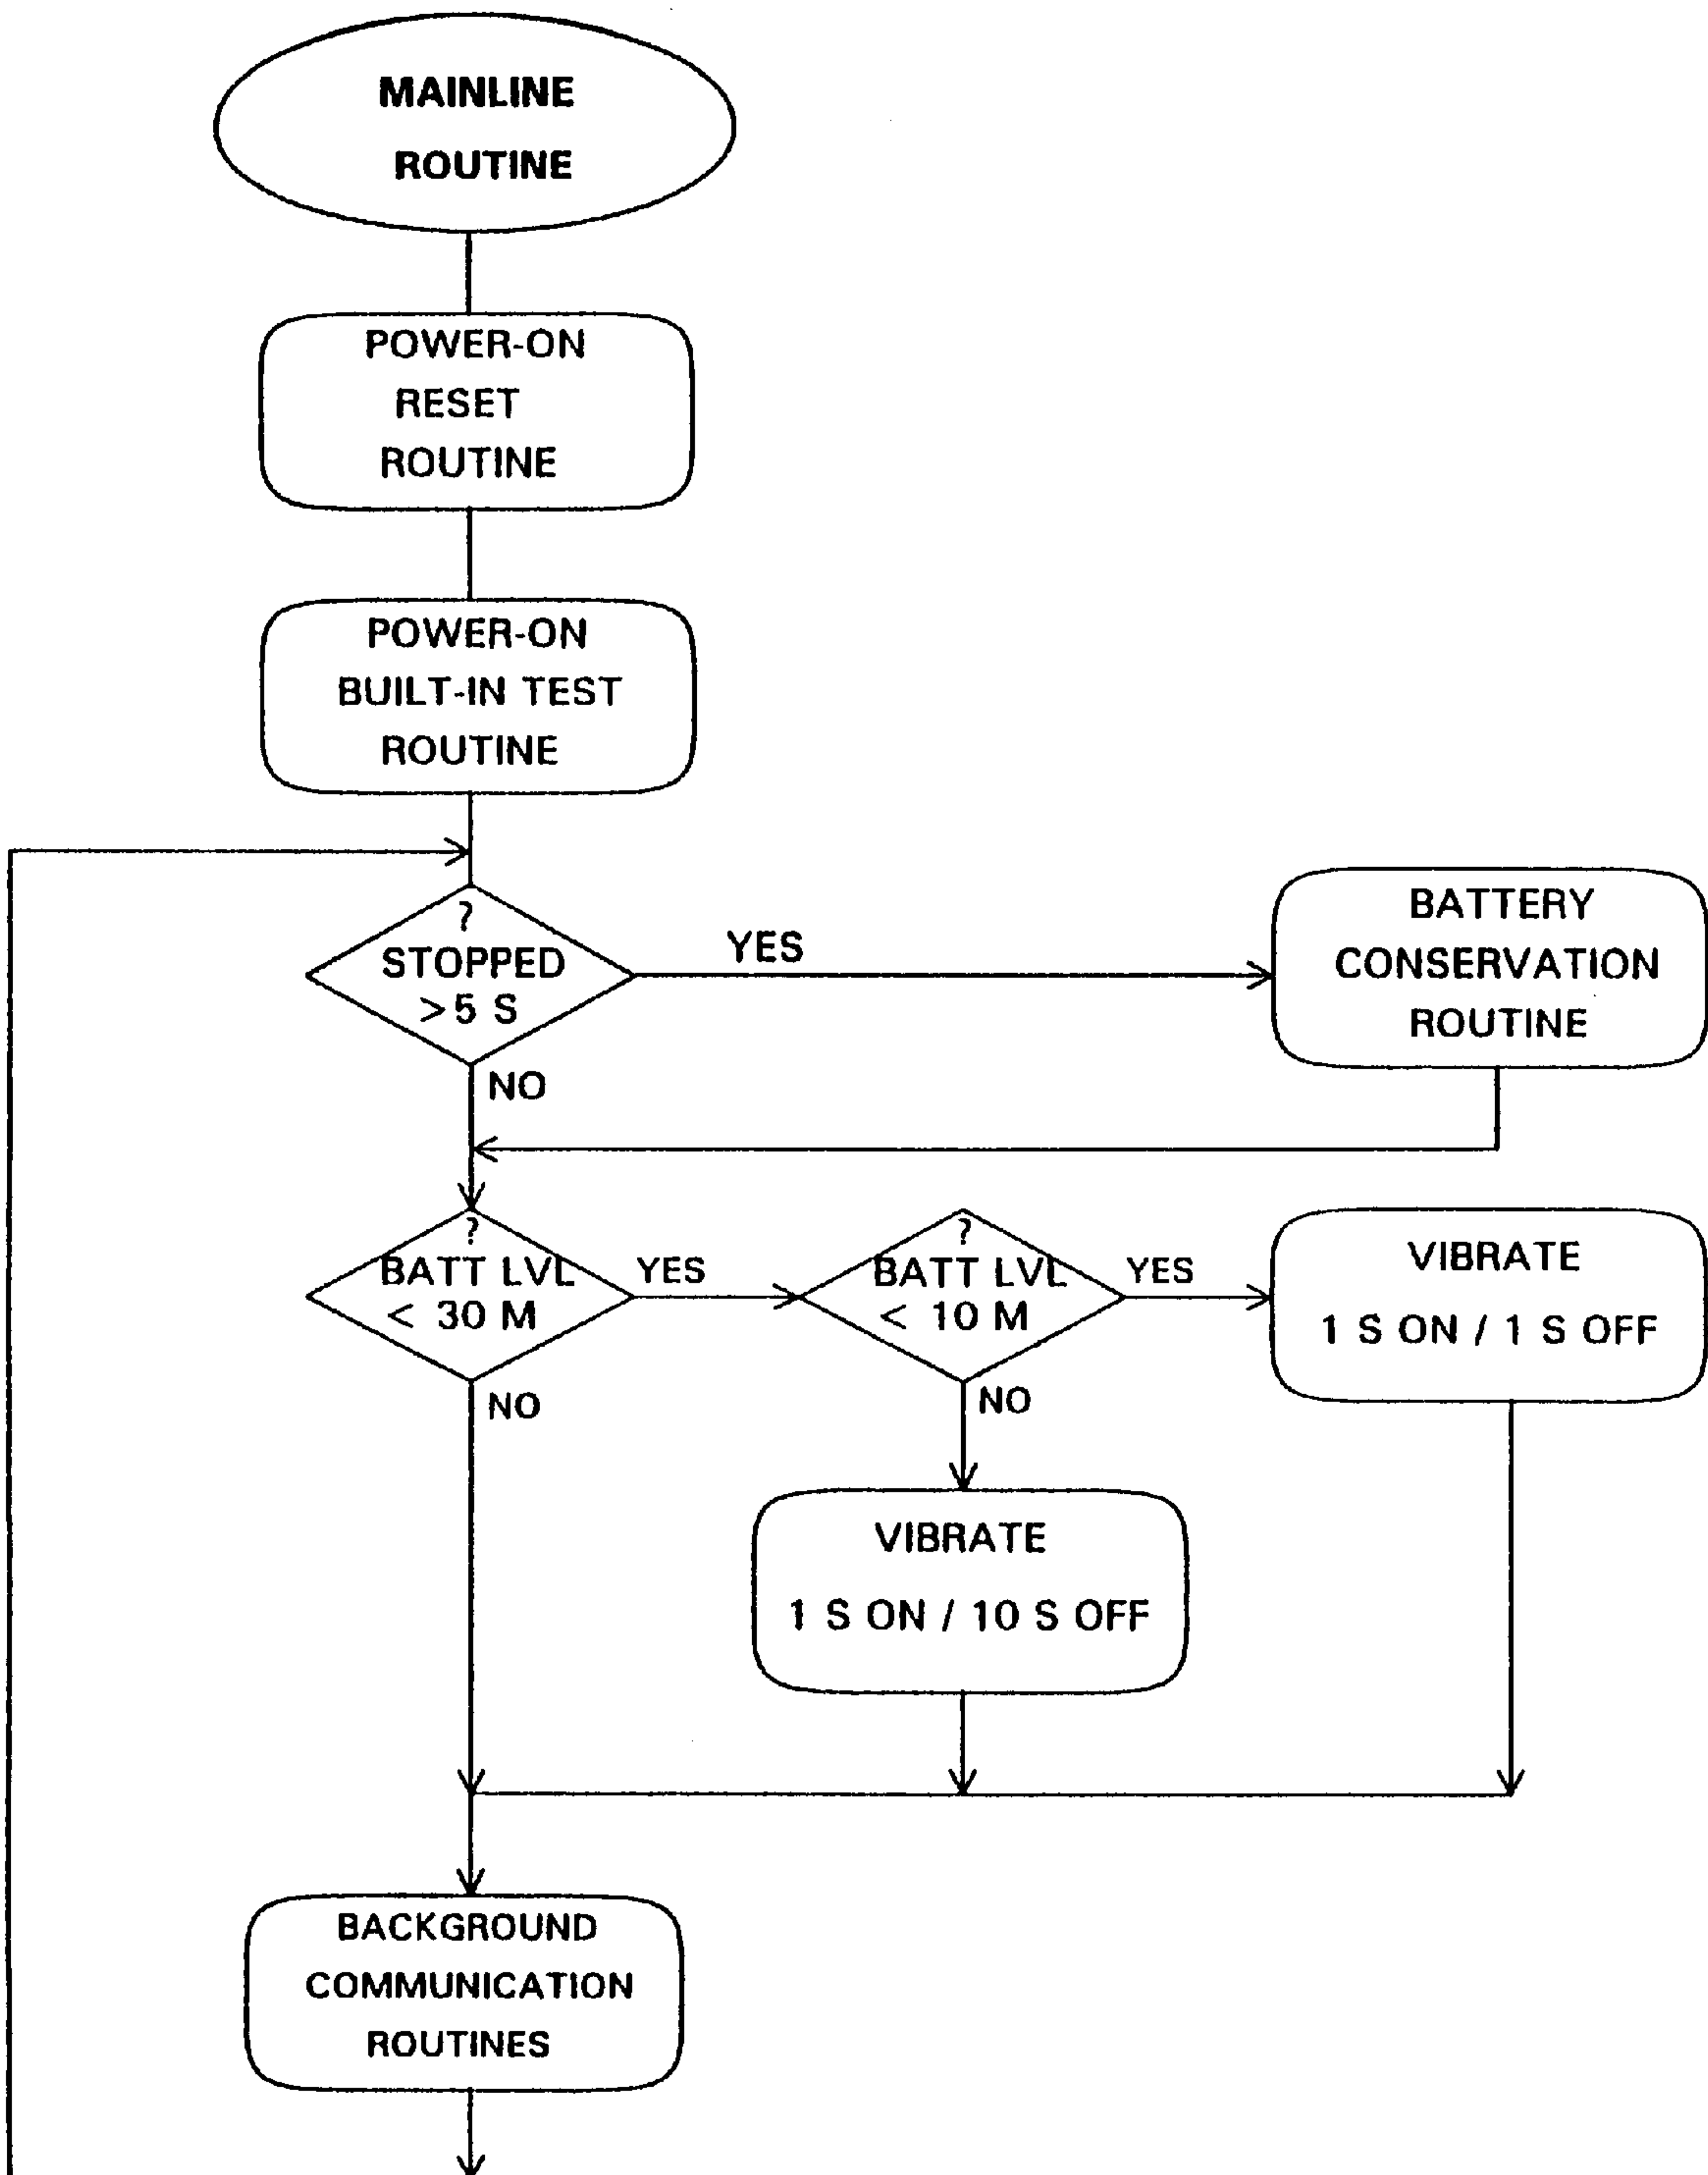 MAINLINE
ROUTINE
POWER-ON
RESET
ROUTINE
POWER-ON
BUILT-IN TEST
ROUTINE
?
STOPPED
>5 S
YES
BATTERY
CONSERVATION
ROUTINE
NO
?
BATT LVL
< 30 M
YES
?
BATT LVL
< 10 M
YES
VIBRATE
1 S ON / 1 S OFF
NO
NO
VIBRATE
1 S ON / 10 S OFF
BACKGROUND
COMMUNICATION
ROUTINES